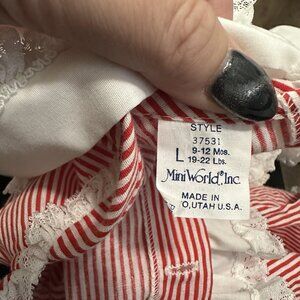 STYLE
37531
9-12 Mos.
L 19-22 Lbs.
MiniWorld, Inc.
MADE IN
O, UTAH U.S.A.